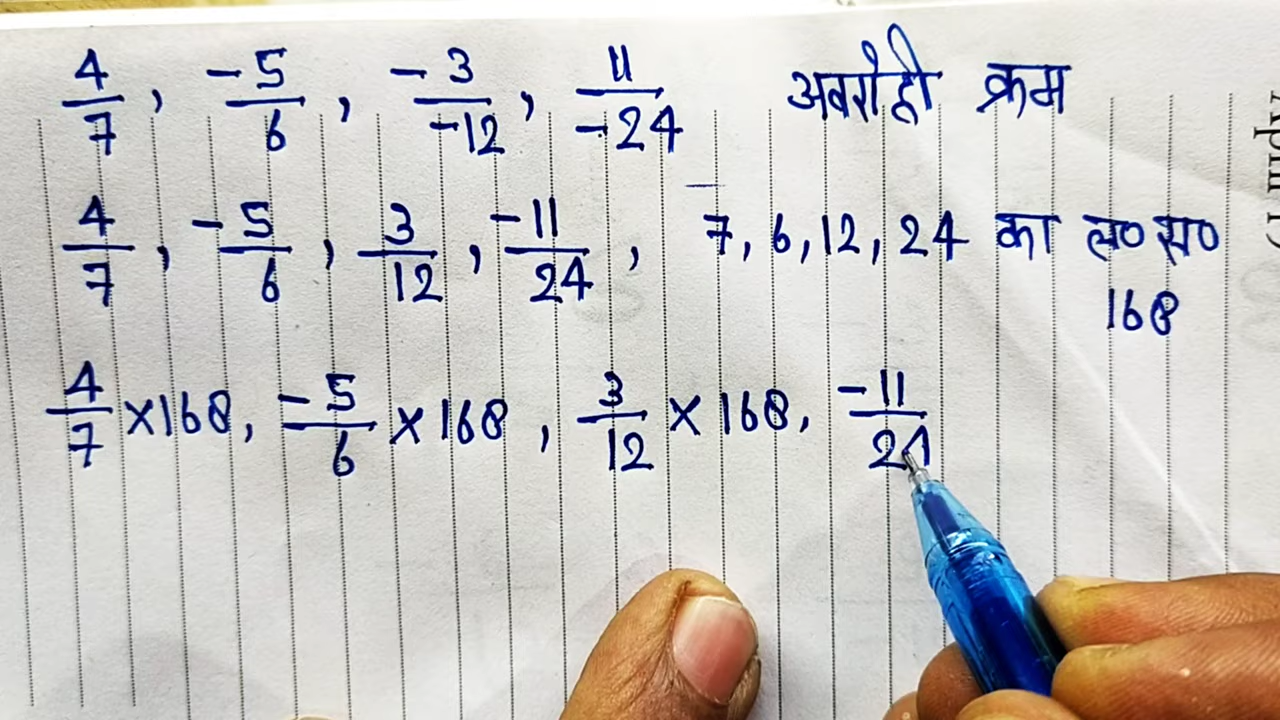 4/7, -5/6, -3/-12, 11/-24 अवरोही क्रम
4/7, -5/6, 3/12, -11/24, 7, 6, 12, 24 का ल० स०
168
4/7 ×168, -5/6 × 168, 3/12 × 168, -11/24